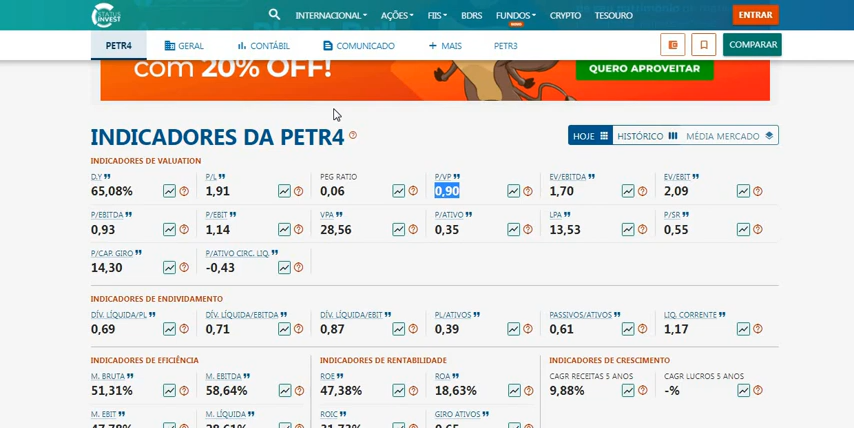 STATUS INVEST
INTERNACIONAL AÇÕES FIIS BDRS FUNDOS CRYPTO TESOURO ENTRAR
PETR4 GERAL CONTÁBIL COMUNICADO + MAIS PETR3 COMPARAR
com 20% OFF! QUERO APROVEITAR
INDICADORES DA PETR4 HOJE HISTÓRICO MÉDIA MERCADO
INDICADORES DE VALUATION
D.Y P/L PEG RATIO P/VP EV/EBITDA EV/EBIT
65,08% 1,91 0,06 0,90 1,70 2,09
P/EBITDA P/EBIT VPA P/ATIVO LPA P/SR
0,93 1,14 28,56 0,35 13,53 0,55
P/CAP. GIRO P/ATIVO CIRC. LIQ.
14,30 -0,43
INDICADORES DE ENDIVIDAMENTO
DÍV. LÍQUIDA/PL DÍV. LÍQUIDA/EBITDA DÍV. LÍQUIDA/EBIT PL/ATIVOS PASSIVOS/ATIVOS LIQ. CORRENTE
0,69 0,71 0,87 0,39 0,61 1,17
INDICADORES DE EFICIÊNCIA INDICADORES DE RENTABILIDADE INDICADORES DE CRESCIMENTO
M. BRUTA M. EBITDA ROE ROA CAGR RECEITAS 5 ANOS CAGR LUCROS 5 ANOS
51,31% 58,64% 47,38% 18,63% 9,88% -%
M. EBIT M. LÍQUIDA ROIC GIRO ATIVOS